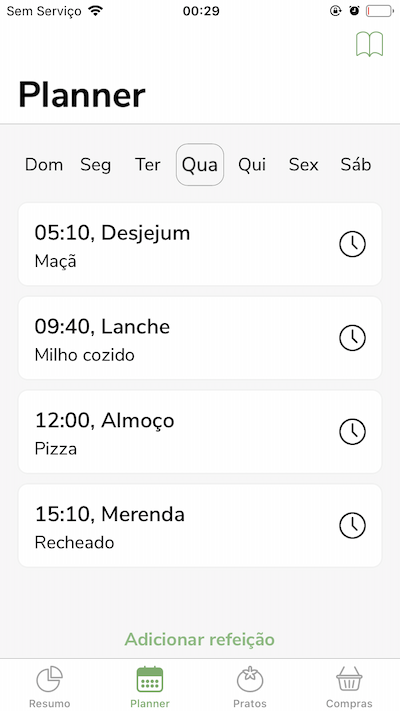 Sem Serviço 00:29
Planner
Dom Seg Ter Qua Qui Sex Sáb
05:10, Desjejum
Maçã
09:40, Lanche
Milho cozido
12:00, Almoço
Pizza
15:10, Merenda
Recheado
Adicionar refeição
Resumo Planner Pratos Compras